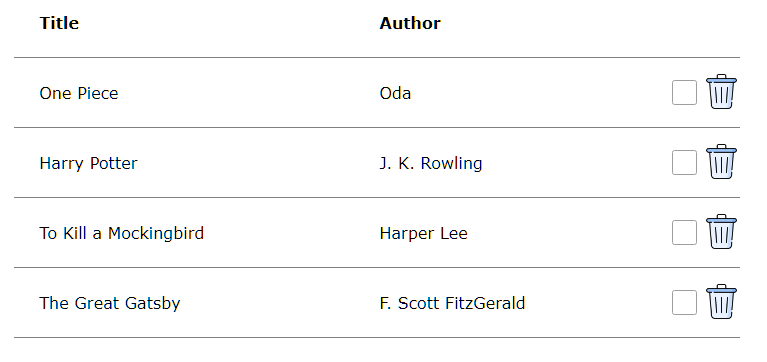 Title Author
One Piece Oda
Harry Potter J. K. Rowling
To Kill a Mockingbird Harper Lee
The Great Gatsby F. Scott FitzGerald